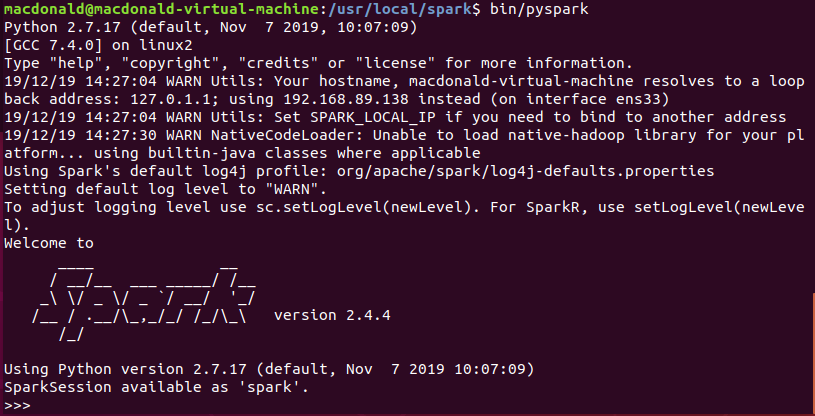 macdonald@macdonald-virtual-machine:/usr/local/spark$ bin/pyspark
Python 2.7.17 (default, Nov  7 2019, 10:07:09)
[GCC 7.4.0] on linux2
Type "help", "copyright", "credits" or "license" for more information.
19/12/19 14:27:04 WARN Utils: Your hostname, macdonald-virtual-machine resolves to a loop
back address: 127.0.1.1; using 192.168.89.138 instead (on interface ens33)
19/12/19 14:27:04 WARN Utils: Set SPARK_LOCAL_IP if you need to bind to another address
19/12/19 14:27:30 WARN NativeCodeLoader: Unable to load native-hadoop library for your pl
atform... using builtin-java classes where applicable
Using Spark's default log4j profile: org/apache/spark/log4j-defaults.properties
Setting default log level to "WARN".
To adjust logging level use sc.setLogLevel(newLevel). For SparkR, use setLogLevel(newLeve
l).
Welcome to
      ____              __
     / __/__  ___ _____/ /__
    _\ \/ _ \/ _ `/ __/  '_/
   /__ / .__/\_,_/_/ /_/\_\   version 2.4.4
      /_/
Using Python version 2.7.17 (default, Nov  7 2019 10:07:09)
SparkSession available as 'spark'.
>>>